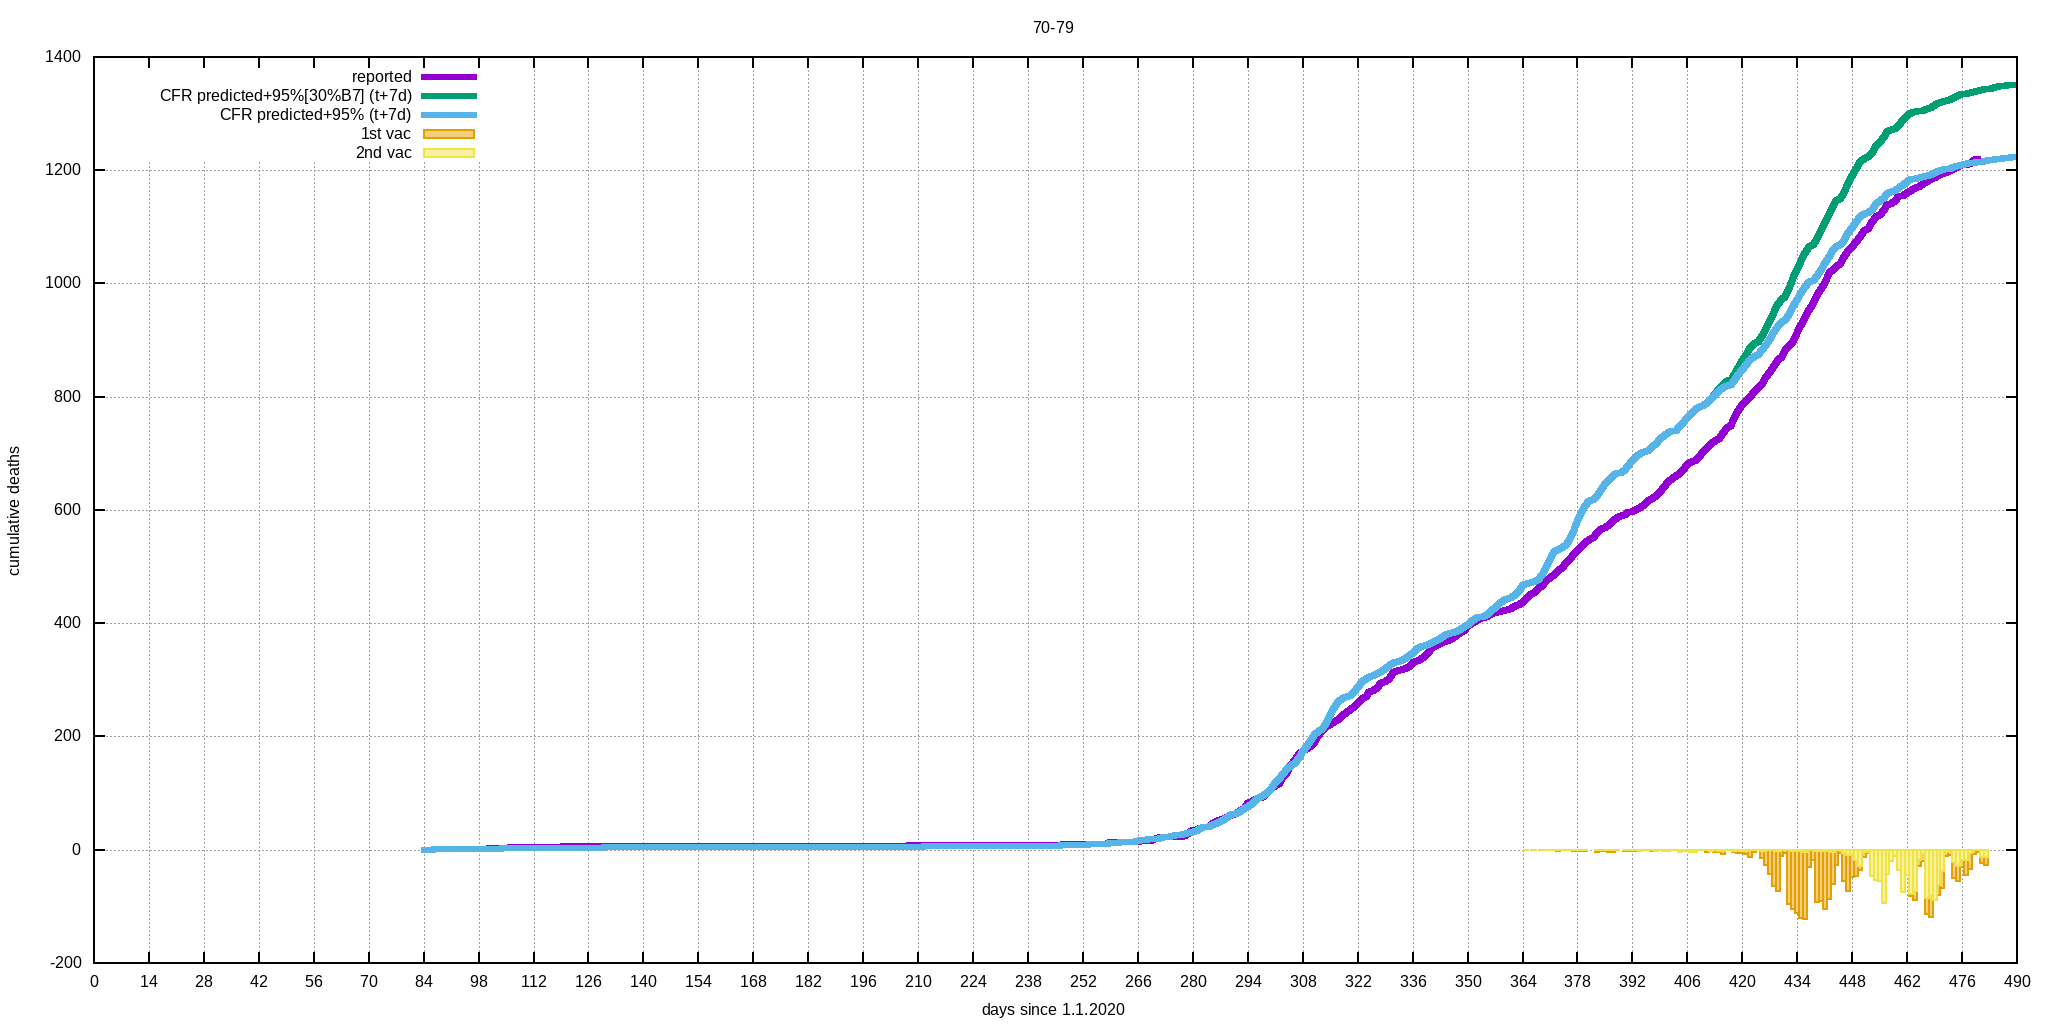 70-79
reported
CFR predicted+95%[30%B7] (t+7d)
CFR predicted+95% (t+7d)
1st vac
2nd vac
1400
1200
1000
800
600
400
200
0
-200
cumulative deaths
0 14 28 42 56 70 84 98 112 126 140 154 168 182 196 210 224 238 252 266 280 294 308 322 336 350 364 378 392 406 420 434 448 462 476 490
days since 1.1.2020